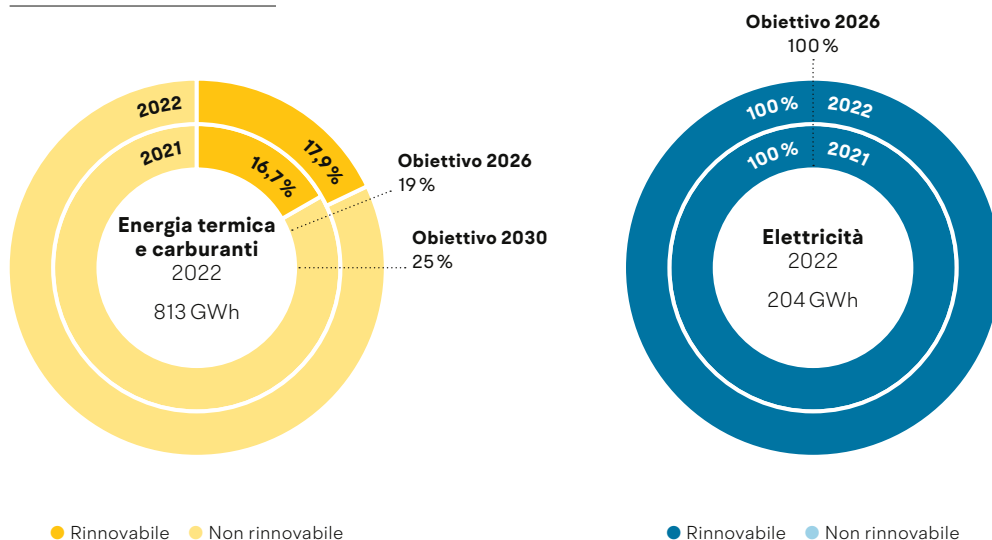 2022
2021
17,9 %
16,7 %
Energia termica
e carburanti
2022
813 GWh
Obiettivo 2026
19 %
Obiettivo 2030
25 %
Rinnovabile
Non rinnovabile
Obiettivo 2026
100 %
100 % 2022
100 % 2021
Elettricità
2022
204 GWh
Rinnovabile
Non rinnovabile